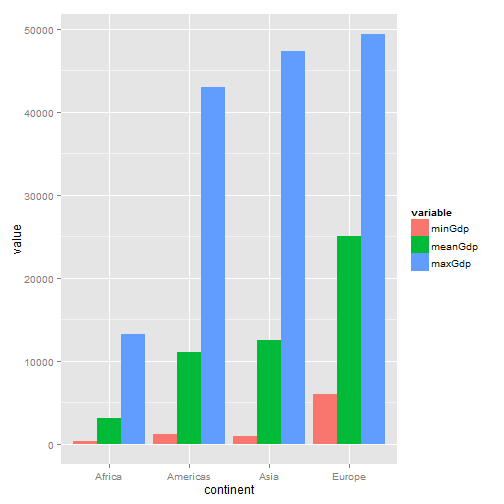 50000
40000
30000
20000
10000
0
value
Africa
Americas
Asia
Europe
continent
variable
minGdp
meanGdp
maxGdp